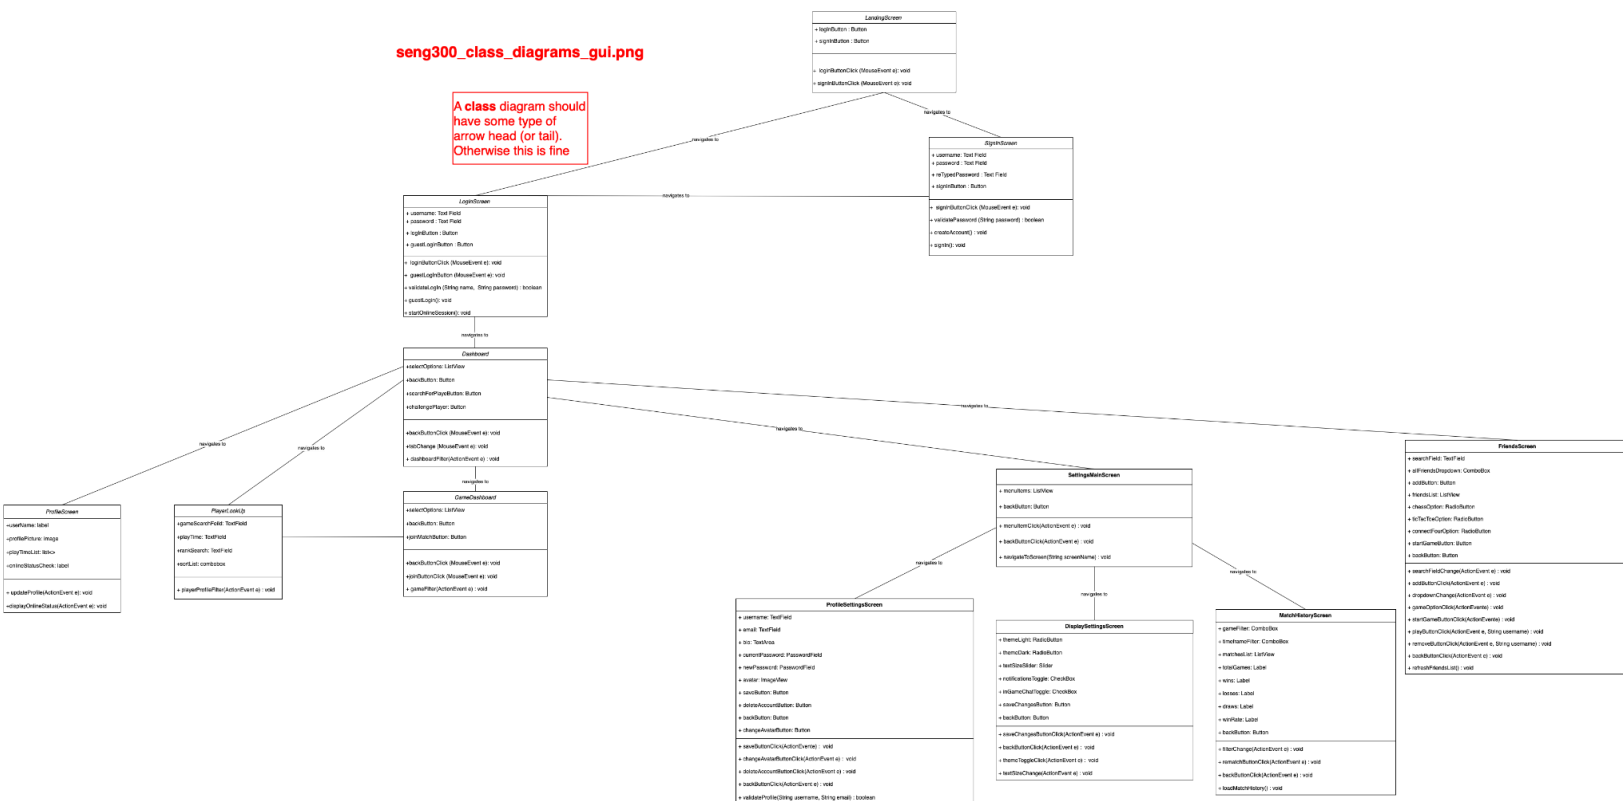 seng300_class_diagrams_gui.png
A class diagram should
have some type of
arrow head (or tail).
Otherwise this is fine
LandingScreen
+ loginButton : Button
+ signInButton : Button
+ loginButtonClick (MouseEvent e): void
+ signInButtonClick (MouseEvent e): void
navigates to
navigates to
SignInScreen
+ username: Text Field
+ password : Text Field
+ reTypedPassword : Text Field
+ signInButton : Button
+ signInButtonClick (MouseEvent e): void
+ validatePassword (String password) : boolean
+ createAccount() : void
+ signIn(): void
navigates to
LoginScreen
+ username: Text Field
+ password : Text Field
+ loginButton : Button
+ guestLoginButton : Button
+ loginButtonClick (MouseEvent e): void
+ guestLoginButton (MouseEvent e): void
+ validateLogin (String name, String password) : boolean
+ guestLogin(): void
+ startOnlineSession(): void
navigates to
Dashboard
+selectOptions: ListView
+backButton: Button
+searchForPlayeButton: Button
+challengePlayer: Button
+backButtonClick (MouseEvent e): void
+tabChange (MouseEvent e): void
+ dashboardFilter(ActionEvent e) : void
navigates to
navigates to
navigates to
navigates to
navigates to
ProfileScreen
+userName: label
+profilePicture: Image
+playTimeList: list<>
+onlineStatusCheck: label
+ updateProfile(ActionEvent e): void
+displayOnlineStatus(ActionEvent e): void
PlayerLookUp
+gameSearchFeild: TextField
+playTime: TextField
+rankSearch: TextField
+sortList: combobox
+ playerProfileFilter(ActionEvent e) : void
GameDashboard
+selectOptions: ListView
+backButton: Button
+joinMatchButton: Button
+backButtonClick (MouseEvent e): void
+joinButtonClick (MouseEvent e): void
+ gameFilter(ActionEvent e) : void
SettingsMainScreen
+ menuItems: ListView
+ backButton: Button
+ menuItemClick(ActionEvent e) : void
+ backButtonClick(ActionEvent e) : void
+ navigateToScreen(String screenName) : void
navigates to
navigates to
navigates to
FriendsScreen
+ searchField: TextField
+ allFriendsDropdown: ComboBox
+ addButton: Button
+ friendsList: ListView
+ chessOption: RadioButton
+ ticTacToeOption: RadioButton
+ connectFourOption: RadioButton
+ startGameButton: Button
+ backButton: Button
+ searchFieldChange(ActionEvent e) : void
+ addButtonClick(ActionEvent e) : void
+ dropdownChange(ActionEvent e) : void
+ gameOptionClick(ActionEvente) : void
+ startGameButtonClick(ActionEvente) : void
+ playButtonClick(ActionEvent e, String username) : void
+ removeButtonClick(ActionEvent e, String username) : void
+ backButtonClick(ActionEvent e) : void
+ refreshFriendsList() : void
ProfileSettingsScreen
+ username: TextField
+ email: TextField
+ bio: TextArea
+ currentPassword: PasswordField
+ newPassword: PasswordField
+ avatar: ImageView
+ saveButton: Button
+ deleteAccountButton: Button
+ backButton: Button
+ changeAvatarButton: Button
+ saveButtonClick(ActionEvente) : void
+ changeAvatarButtonClick(ActionEvent e) : void
+ deleteAccountButtonClick(ActionEvent e) : void
+ backButtonClick(ActionEvent e) : void
+ validateProfile(String username, String email) : boolean
DisplaySettingsScreen
+ themeLight: RadioButton
+ themeDark: RadioButton
+ textSizeSlider: Slider
+ notificationsToggle: CheckBox
+ inGameChatToggle: CheckBox
+ saveChangesButton: Button
+ backButton: Button
+ saveChangesButtonClick(ActionEvent e) : void
+ backButtonClick(ActionEvent e) : void
+ themeToggleClick(ActionEvent e) : void
+ textSizeChange(ActionEvent e) : void
MatchHistoryScreen
+ gameFilter: ComboBox
+ timeframeFilter: ComboBox
+ matchesList: ListView
+ totalGames: Label
+ wins: Label
+ losses: Label
+ draws: Label
+ winRate: Label
+ backButton: Button
+ filterChange(ActionEvent e) : void
+ rematchButtonClick(ActionEvent e) : void
+ backButtonClick(ActionEvent e) : void
+ loadMatchHistory() : void